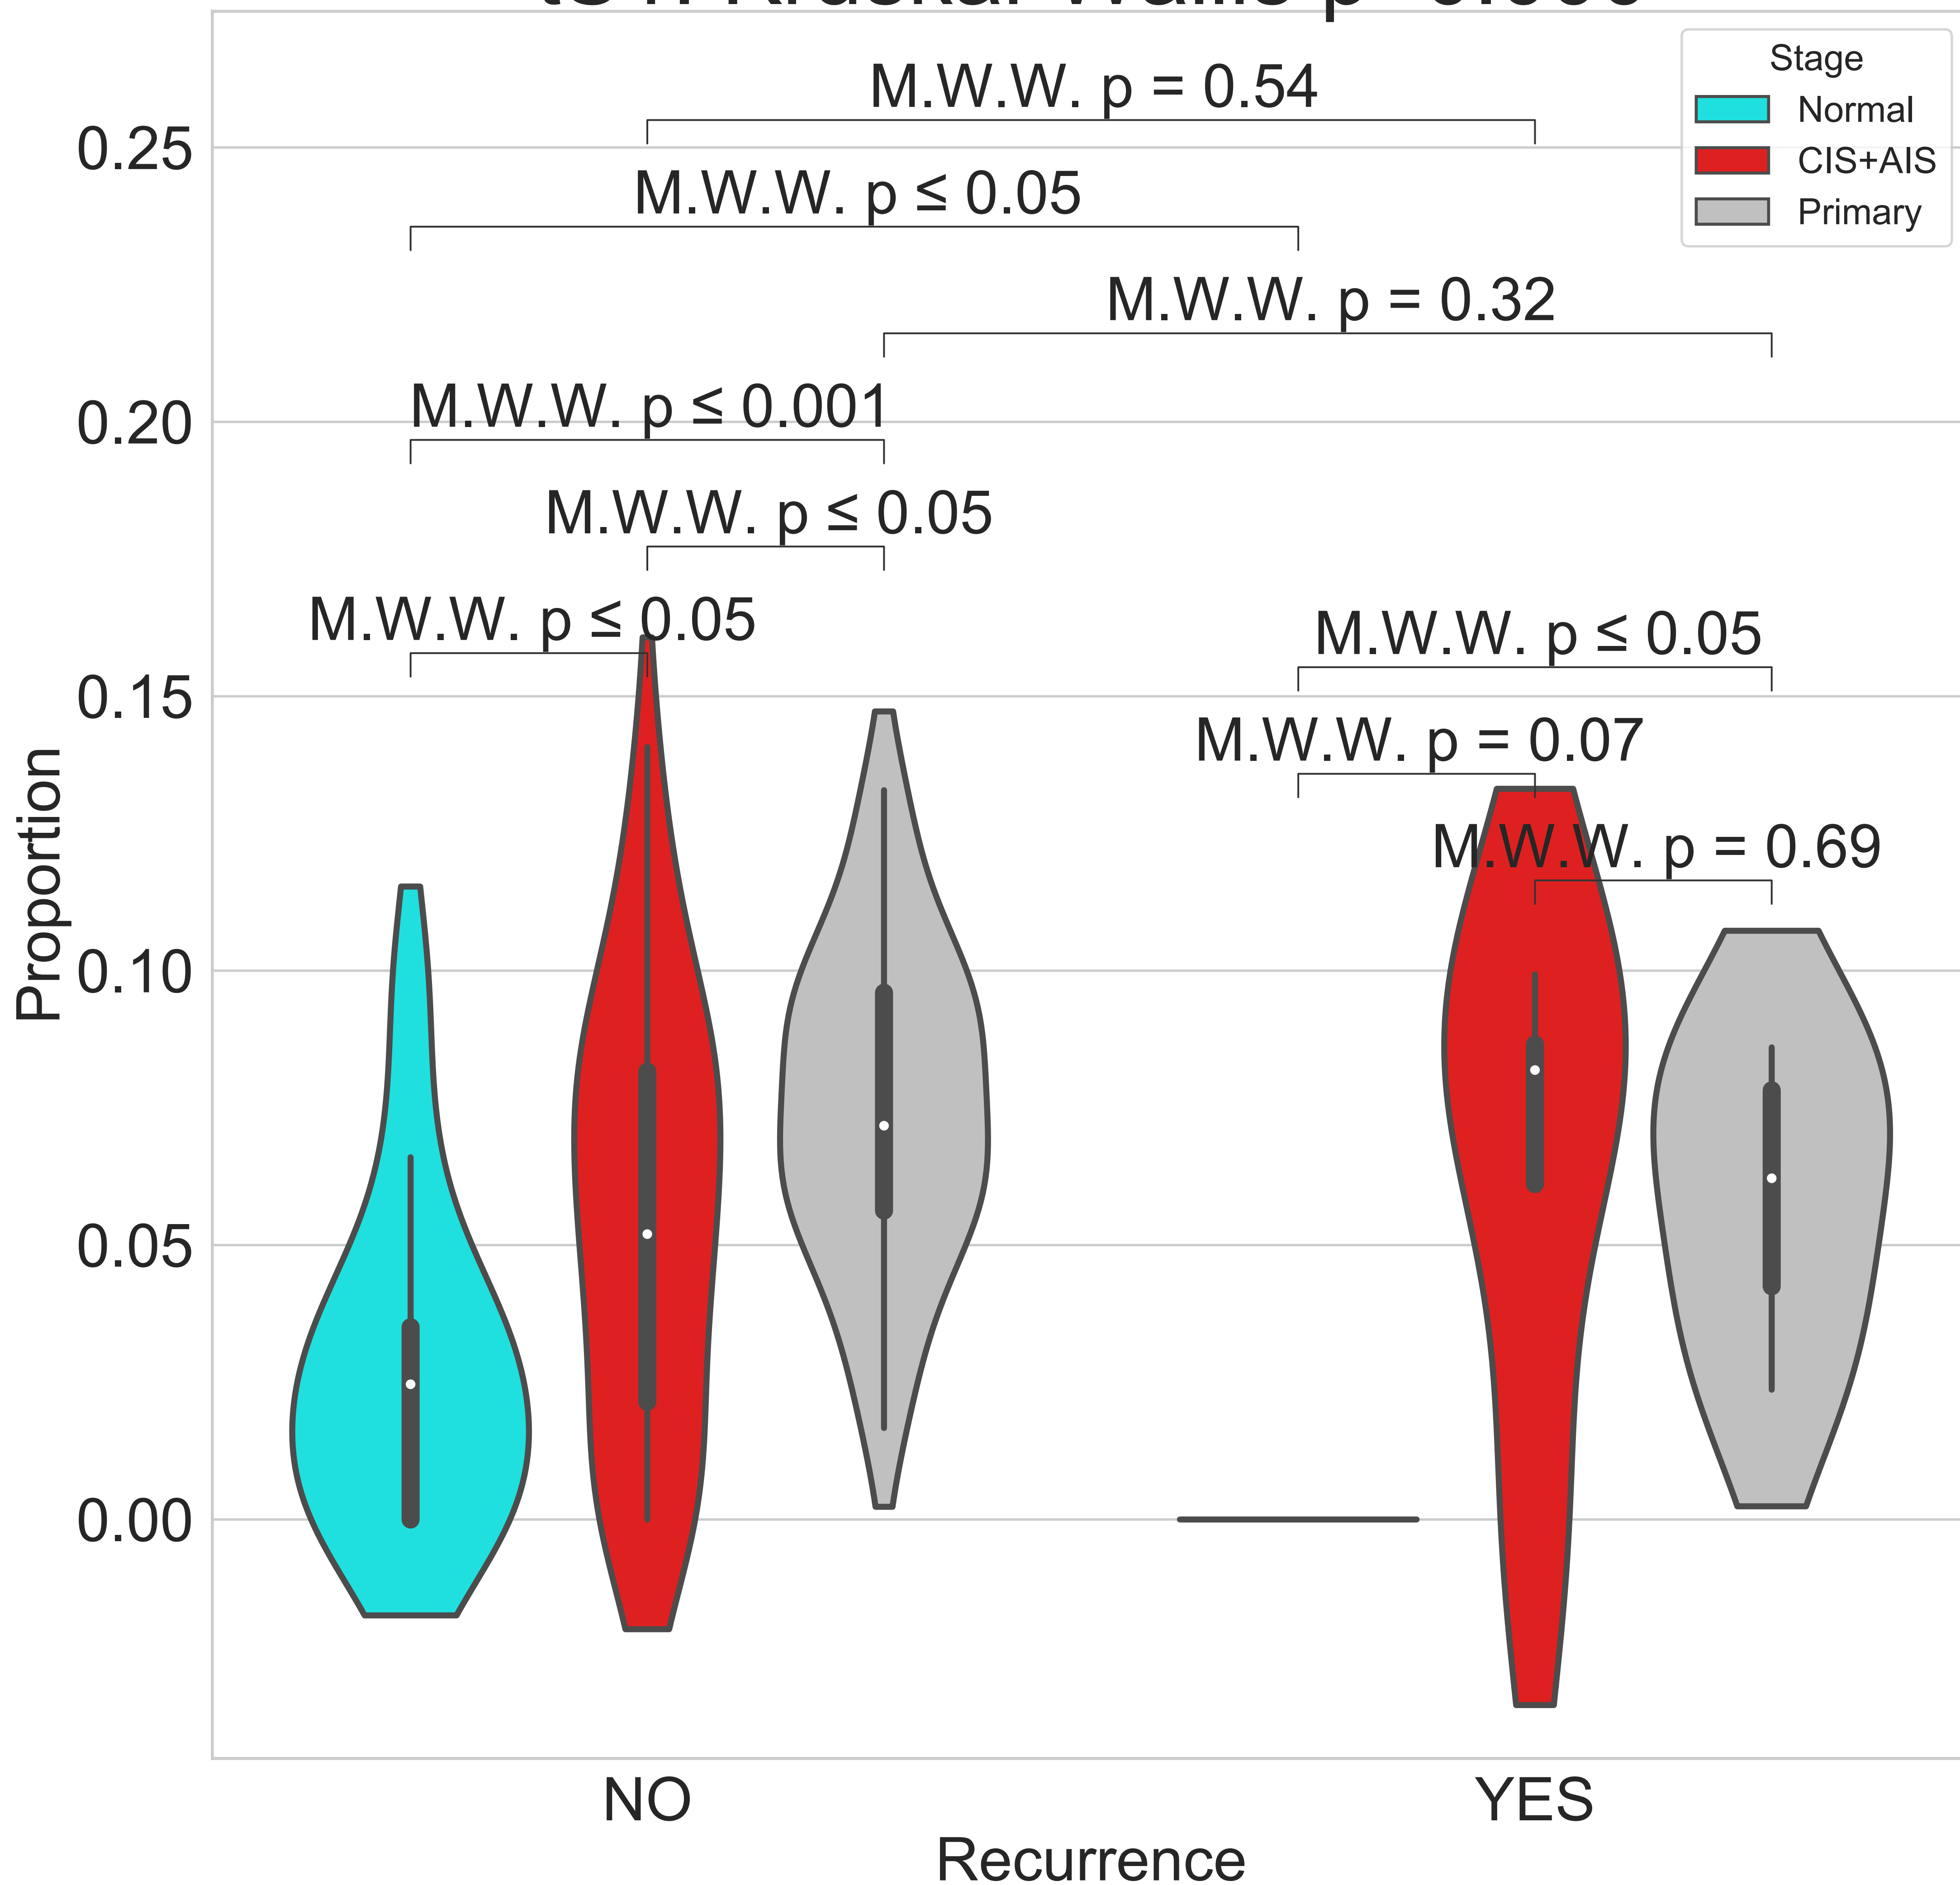 Stage
Normal
CIS+AIS
Primary
M.W.W. p = 0.54
M.W.W. p ≤ 0.05
M.W.W. p = 0.32
M.W.W. p ≤ 0.001
M.W.W. p ≤ 0.05
M.W.W. p ≤ 0.05
M.W.W. p ≤ 0.05
M.W.W. p = 0.07
M.W.W. p = 0.69
0.25
0.20
0.15
0.10
0.05
0.00
Proportion
NO
YES
Recurrence